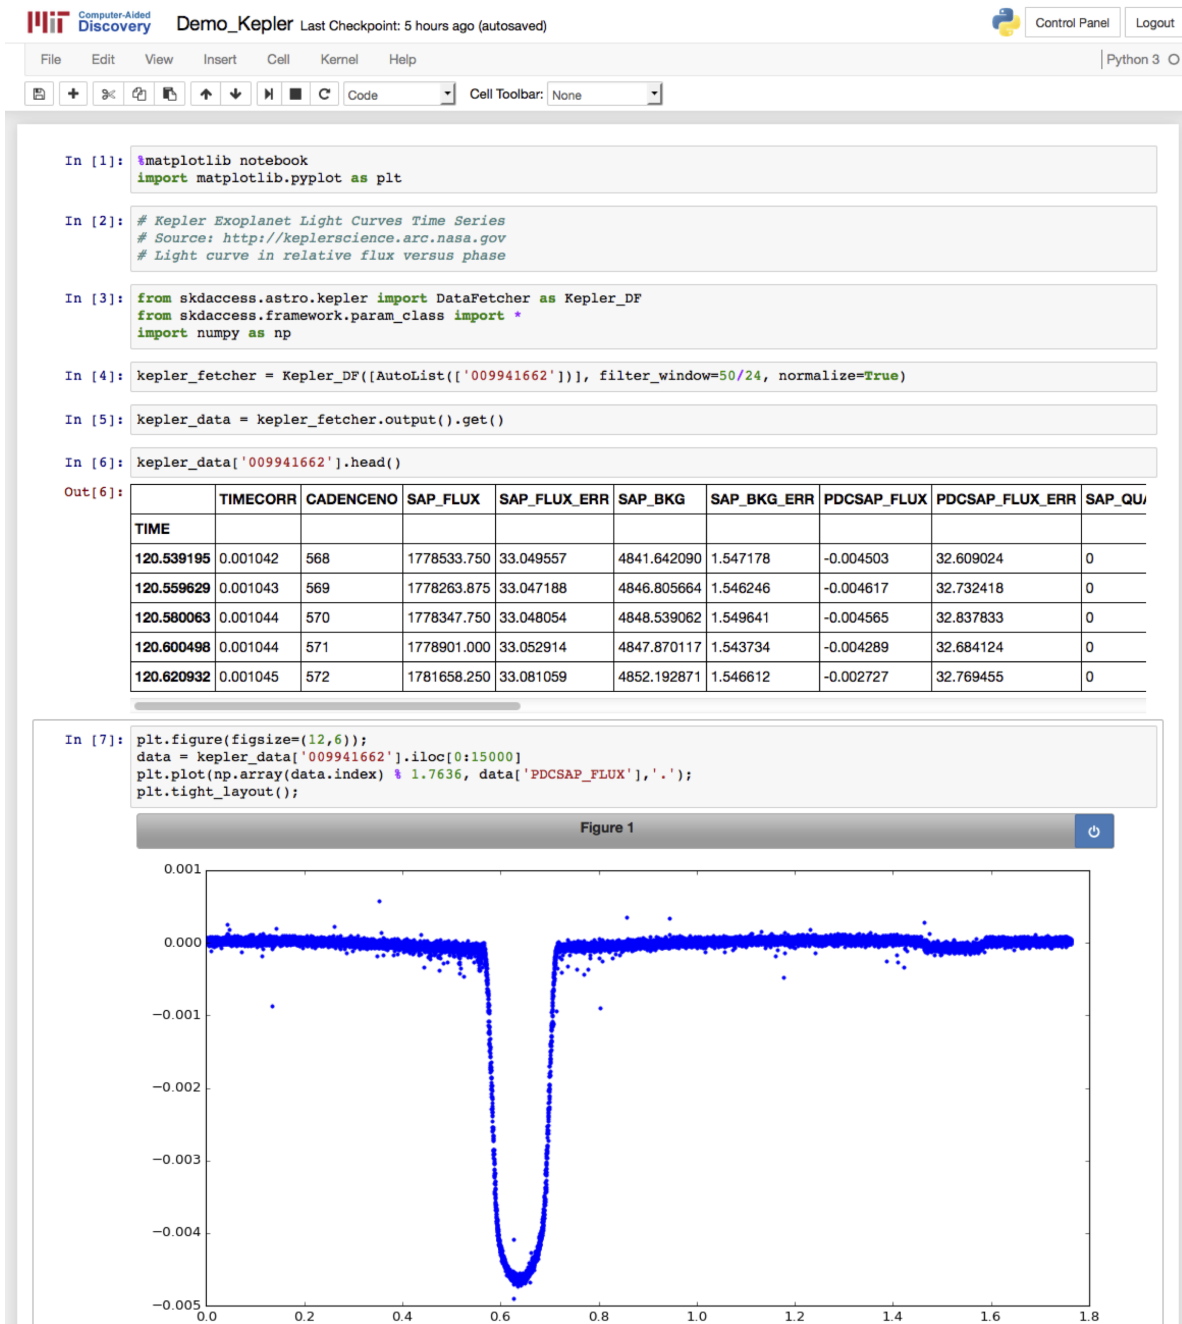 MIT Computer-Aided Discovery Demo_Kepler Last Checkpoint: 5 hours ago (autosaved) Control Panel Logout
File Edit View Insert Cell Kernel Help Python 3
Code Cell Toolbar: None
In [1]: %matplotlib notebook
import matplotlib.pyplot as plt
In [2]: # Kepler Exoplanet Light Curves Time Series
# Source: http://keplerscience.arc.nasa.gov
# Light curve in relative flux versus phase
In [3]: from skdaccess.astro.kepler import DataFetcher as Kepler_DF
from skdaccess.framework.param_class import *
import numpy as np
In [4]: kepler_fetcher = Kepler_DF([AutoList(['009941662'])], filter_window=50/24, normalize=True)
In [5]: kepler_data = kepler_fetcher.output().get()
In [6]: kepler_data['009941662'].head()
Out[6]:
TIMECORR CADENCENO SAP_FLUX SAP_FLUX_ERR SAP_BKG SAP_BKG_ERR PDCSAP_FLUX PDCSAP_FLUX_ERR SAP_QUA
TIME
120.539195 0.001042 568 1778533.750 33.049557 4841.642090 1.547178 -0.004503 32.609024 0
120.559629 0.001043 569 1778263.875 33.047188 4846.805664 1.546246 -0.004617 32.732418 0
120.580063 0.001044 570 1778347.750 33.048054 4848.539062 1.549641 -0.004565 32.837833 0
120.600498 0.001044 571 1778901.000 33.052914 4847.870117 1.543734 -0.004289 32.684124 0
120.620932 0.001045 572 1781658.250 33.081059 4852.192871 1.546612 -0.002727 32.769455 0
In [7]: plt.figure(figsize=(12,6));
data = kepler_data['009941662'].iloc[0:15000]
plt.plot(np.array(data.index) % 1.7636, data['PDCSAP_FLUX'],'.');
plt.tight_layout();
Figure 1
0.001
0.000
−0.001
−0.002
−0.003
−0.004
−0.005
0.0 0.2 0.4 0.6 0.8 1.0 1.2 1.4 1.6 1.8